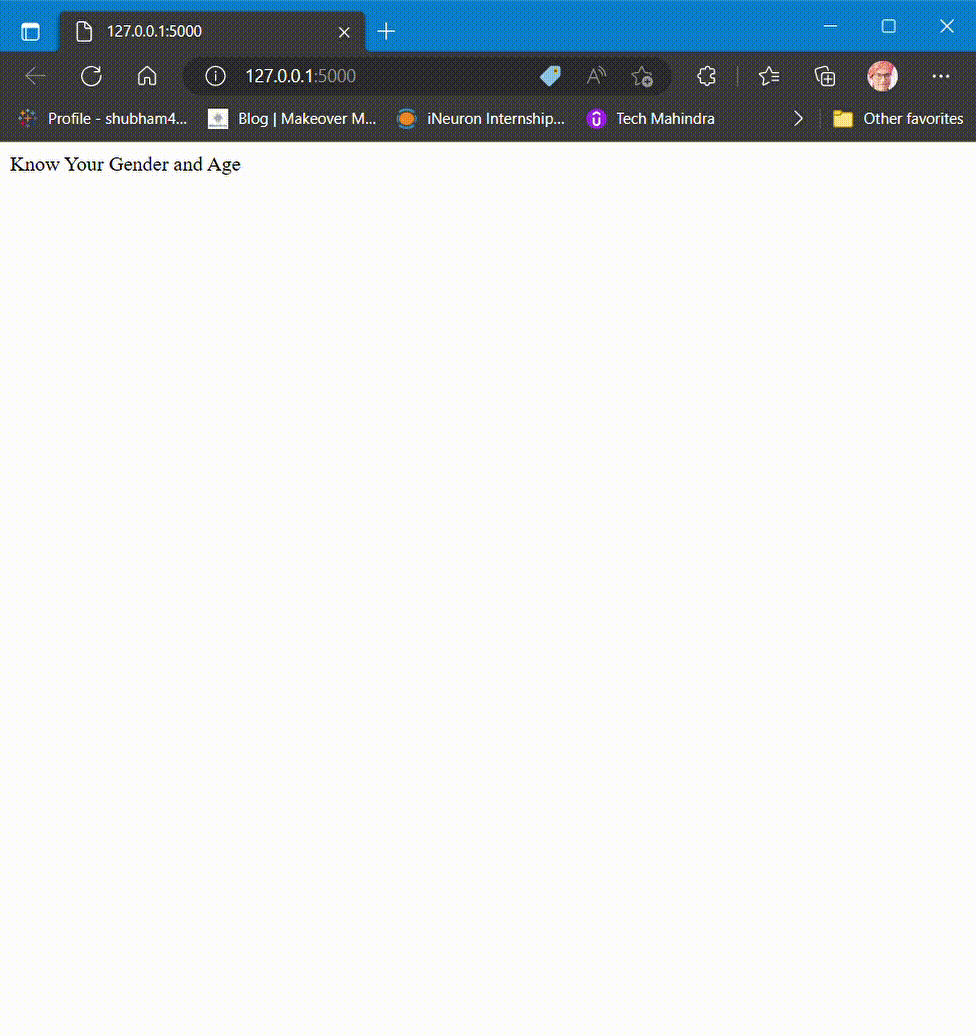 127.0.0.1:5000
127.0.0.1:5000
Profile - shubham4... Blog | Makeover M... iNeuron Internship... Tech Mahindra Other favorites
Know Your Gender and Age